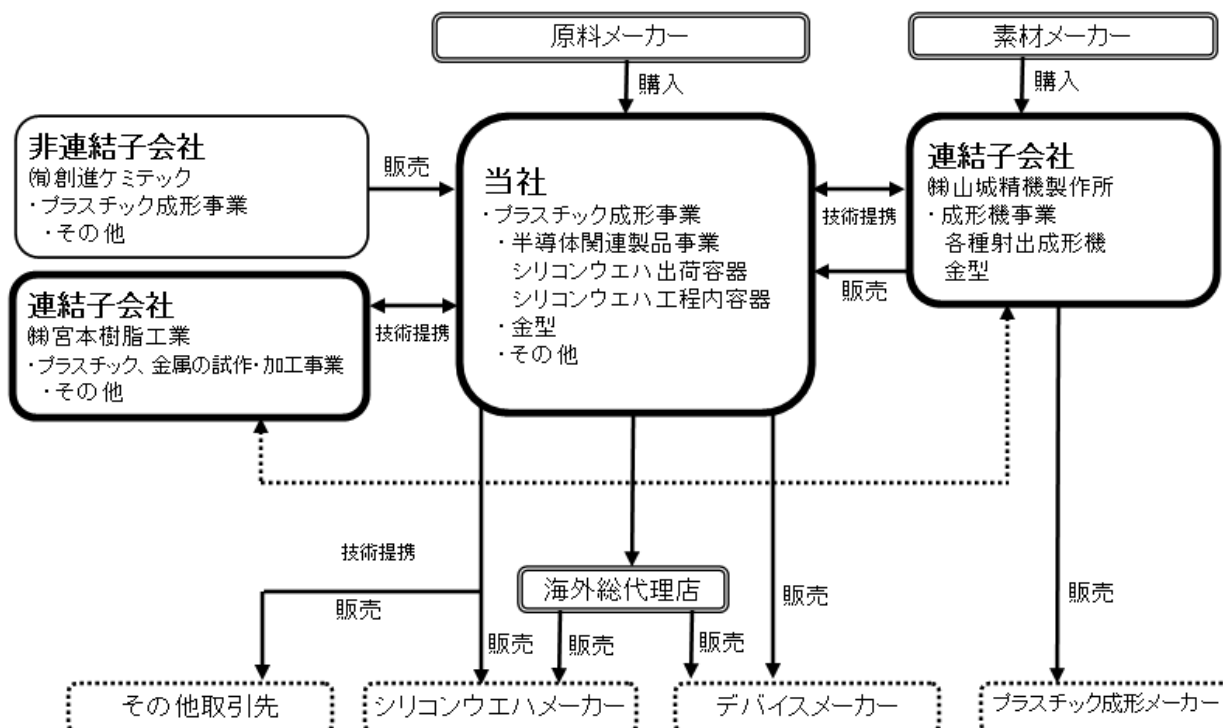 原料メーカー
素材メーカー
購入
購入
非連結子会社
㈲創進ケミテック
・プラスチック成形事業
・その他
販売
当社
・プラスチック成形事業
・半導体関連製品事業
シリコンウエハ出荷容器
シリコンウエハ工程内容器
・金型
・その他
技術提携
販売
連結子会社
㈱山城精機製作所
・成形機事業
各種射出成形機
金型
連結子会社
㈱宮本樹脂工業
・プラスチック、金属の試作・加工事業
・その他
技術提携
技術提携
海外総代理店
販売
販売
販売
販売
販売
販売
その他取引先
シリコンウエハメーカー
デバイスメーカー
プラスチック成形メーカー